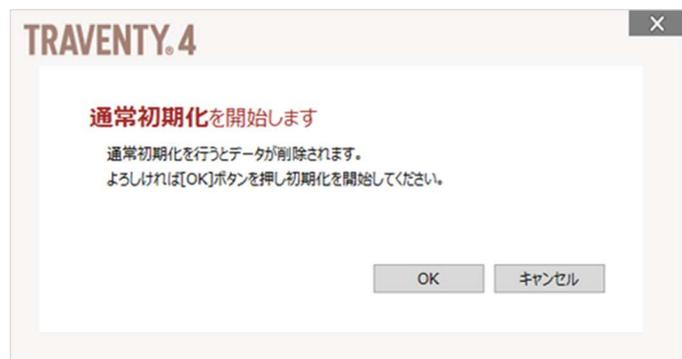 TRAVENTY® 4
X
通常初期化を開始します
通常初期化を行うとデータが削除されます。
よろしければ[OK]ボタンを押し初期化を開始してください。
OK
キャンセル